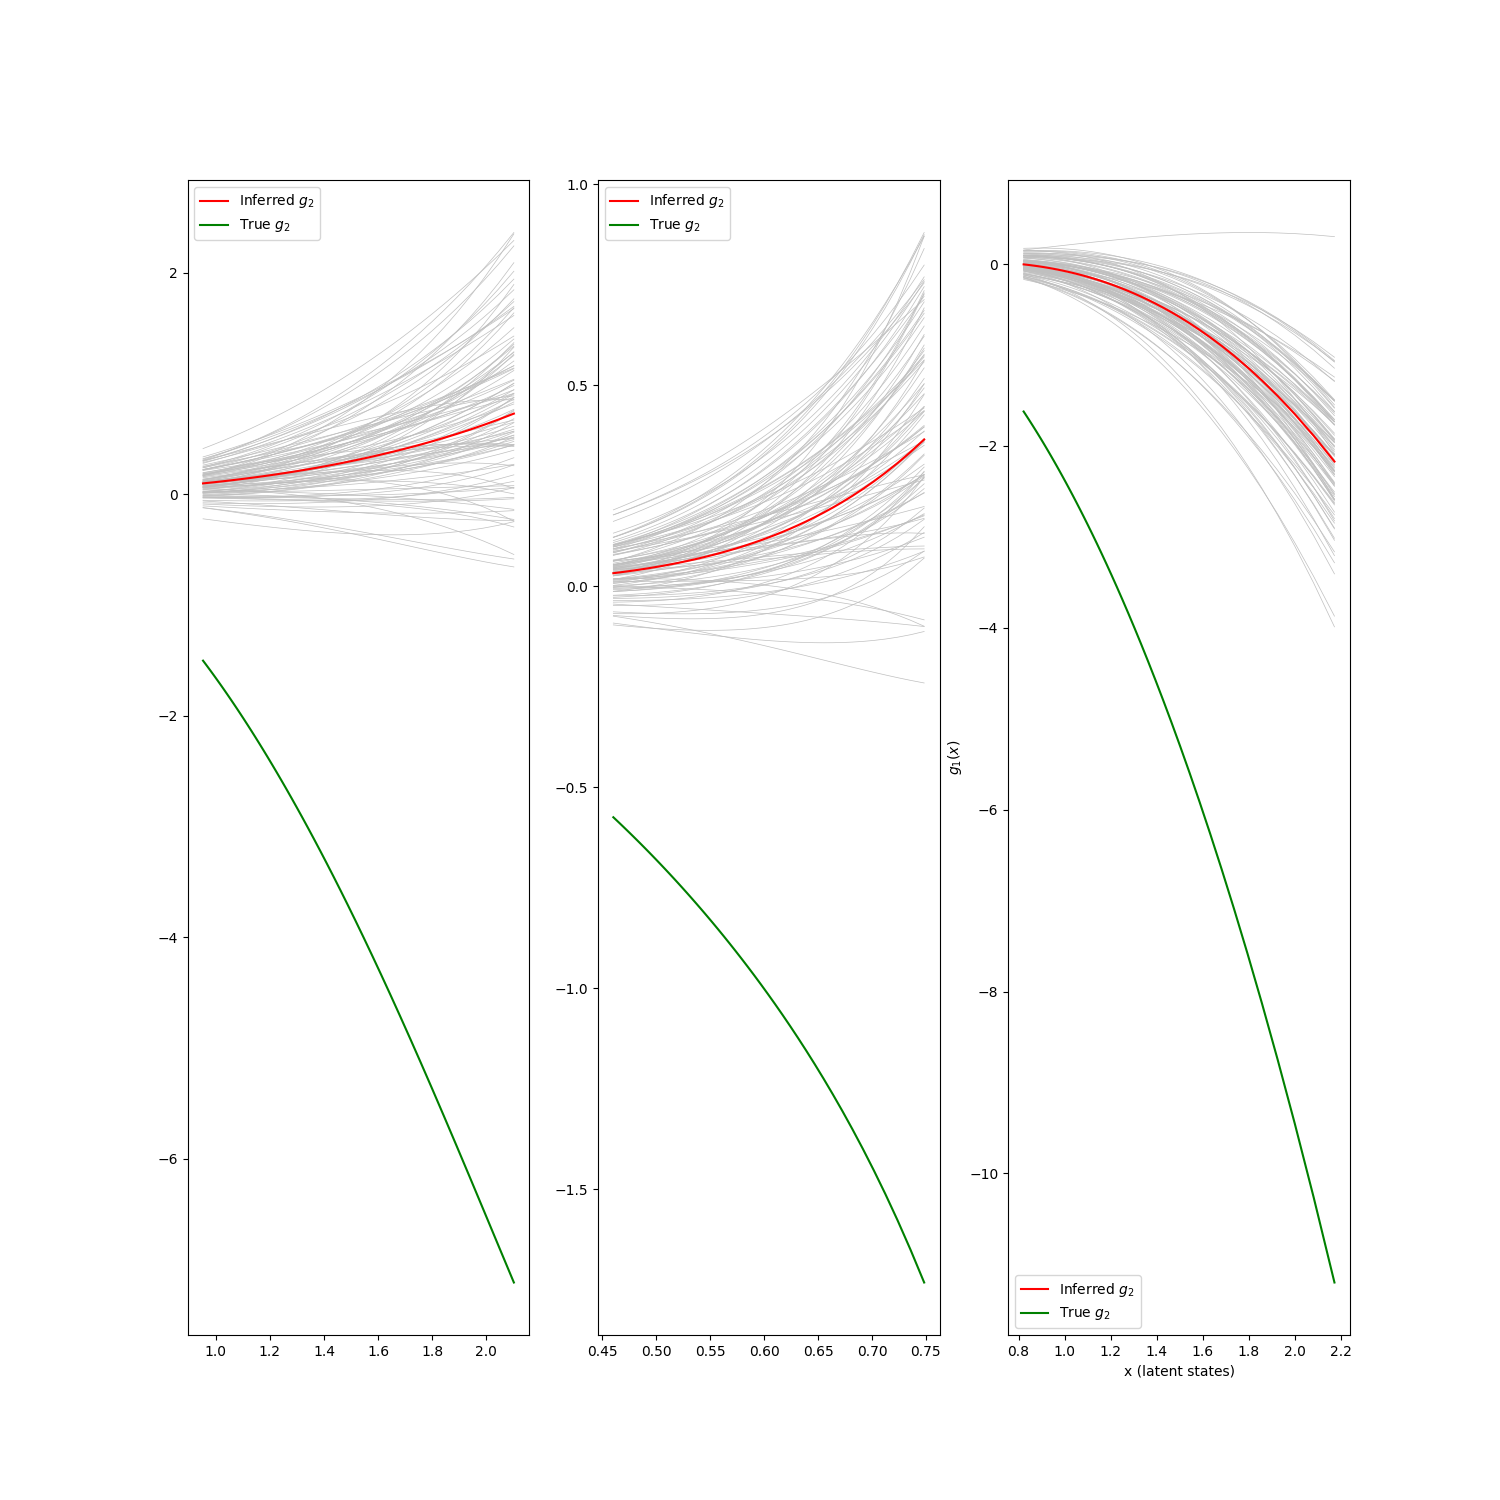 Inferred g₂
True g₂
2
0
−2
−4
−6
1.0 1.2 1.4 1.6 1.8 2.0
Inferred g₂
True g₂
1.0
0.5
0.0
−0.5
−1.0
−1.5
0.45 0.50 0.55 0.60 0.65 0.70 0.75
g₁(x)
0
−2
−4
−6
−8
−10
Inferred g₂
True g₂
0.8 1.0 1.2 1.4 1.6 1.8 2.0 2.2
x (latent states)